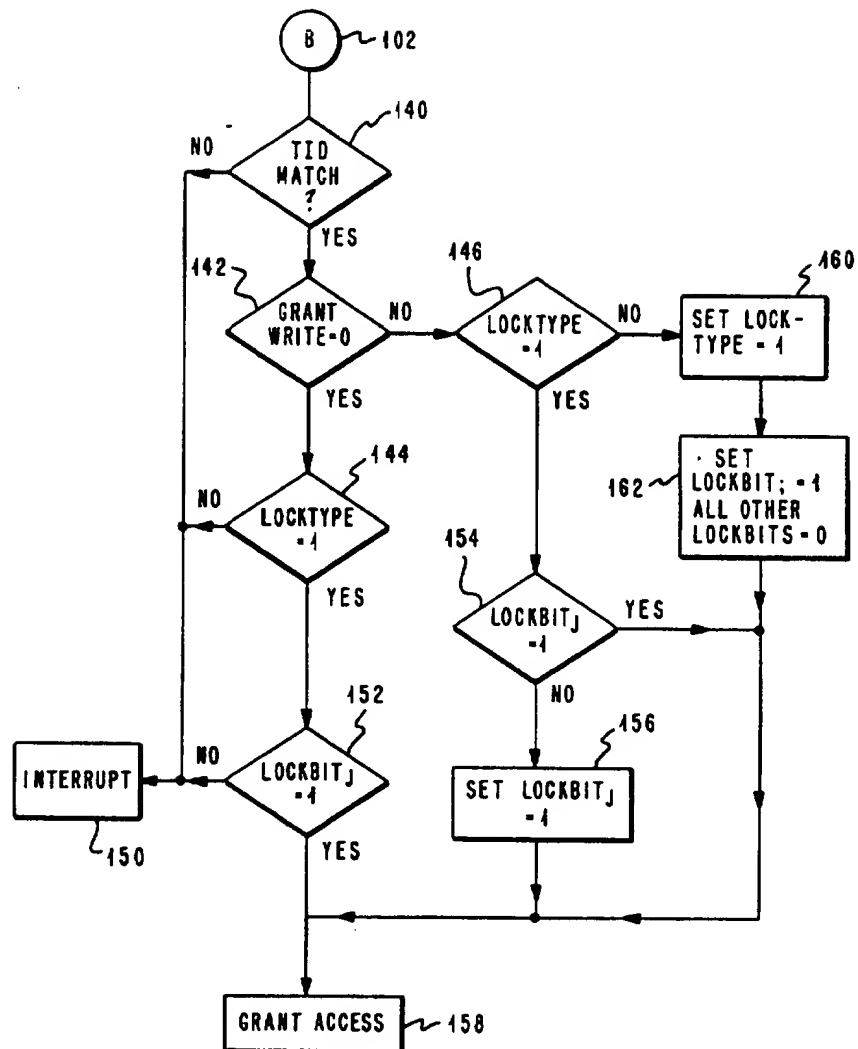 B
102
140
NO
TID
MATCH
?
YES
142
GRANT
WRITE=0
NO
146
LOCKTYPE
=1
NO
160
SET LOCK-
TYPE = 1
YES
YES
144
NO
LOCKTYPE
=1
162
SET
LOCKBIT; =1
ALL OTHER
LOCKBITS=0
YES
154
LOCKBITJ
=1
YES
NO
152
NO
LOCKBITJ
=1
INTERRUPT
150
156
SET LOCKBITJ
=1
YES
GRANT ACCESS
158